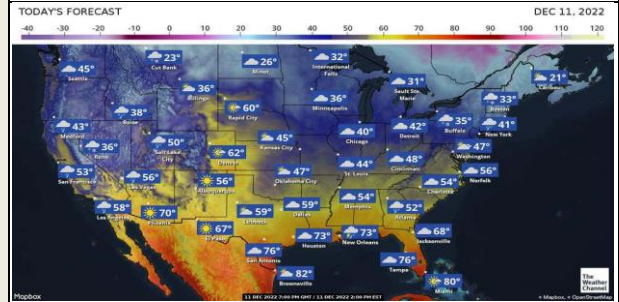 TODAY'S FORECAST
DEC 11, 2022
-40 -30 -20 -10 0 10 20 30 40 50 60 70 80 90 100 110 120
45°
Seattle
23°
Cut Bank
26°
Minot
32°
International
Falls
21°
Caribou
36°
Billings
31°
Sault Ste.
Marie
38°
Boise
60°
Rapid City
36°
Minneapolis
35°
Buffalo
33°
Boston
43°
Medford
36°
Reno
50°
Salt Lake
City
45°
Kansas City
40°
Chicago
42°
Detroit
41°
New York
62°
Denver
47°
Washington
53°
San Francisco
56°
Las Vegas
56°
Albuquerque
47°
Oklahoma City
44°
St. Louis
48°
Cincinnati
54°
Charlotte
56°
Norfolk
58°
Los Angeles
70°
Phoenix
67°
El Paso
59°
59°
Dallas
54°
Memphis
52°
Atlanta
73°
Houston
73°
New Orleans
68°
Jacksonville
76°
San Antonio
82°
Brownsville
76°
Tampa
80°
Miami
The
Weather
Channel
Mapbox
11 DEC 2022 7:00 PM GMT / 11 DEC 2022 2:00 PM EST
• Mapbox, • OpenStreetMap